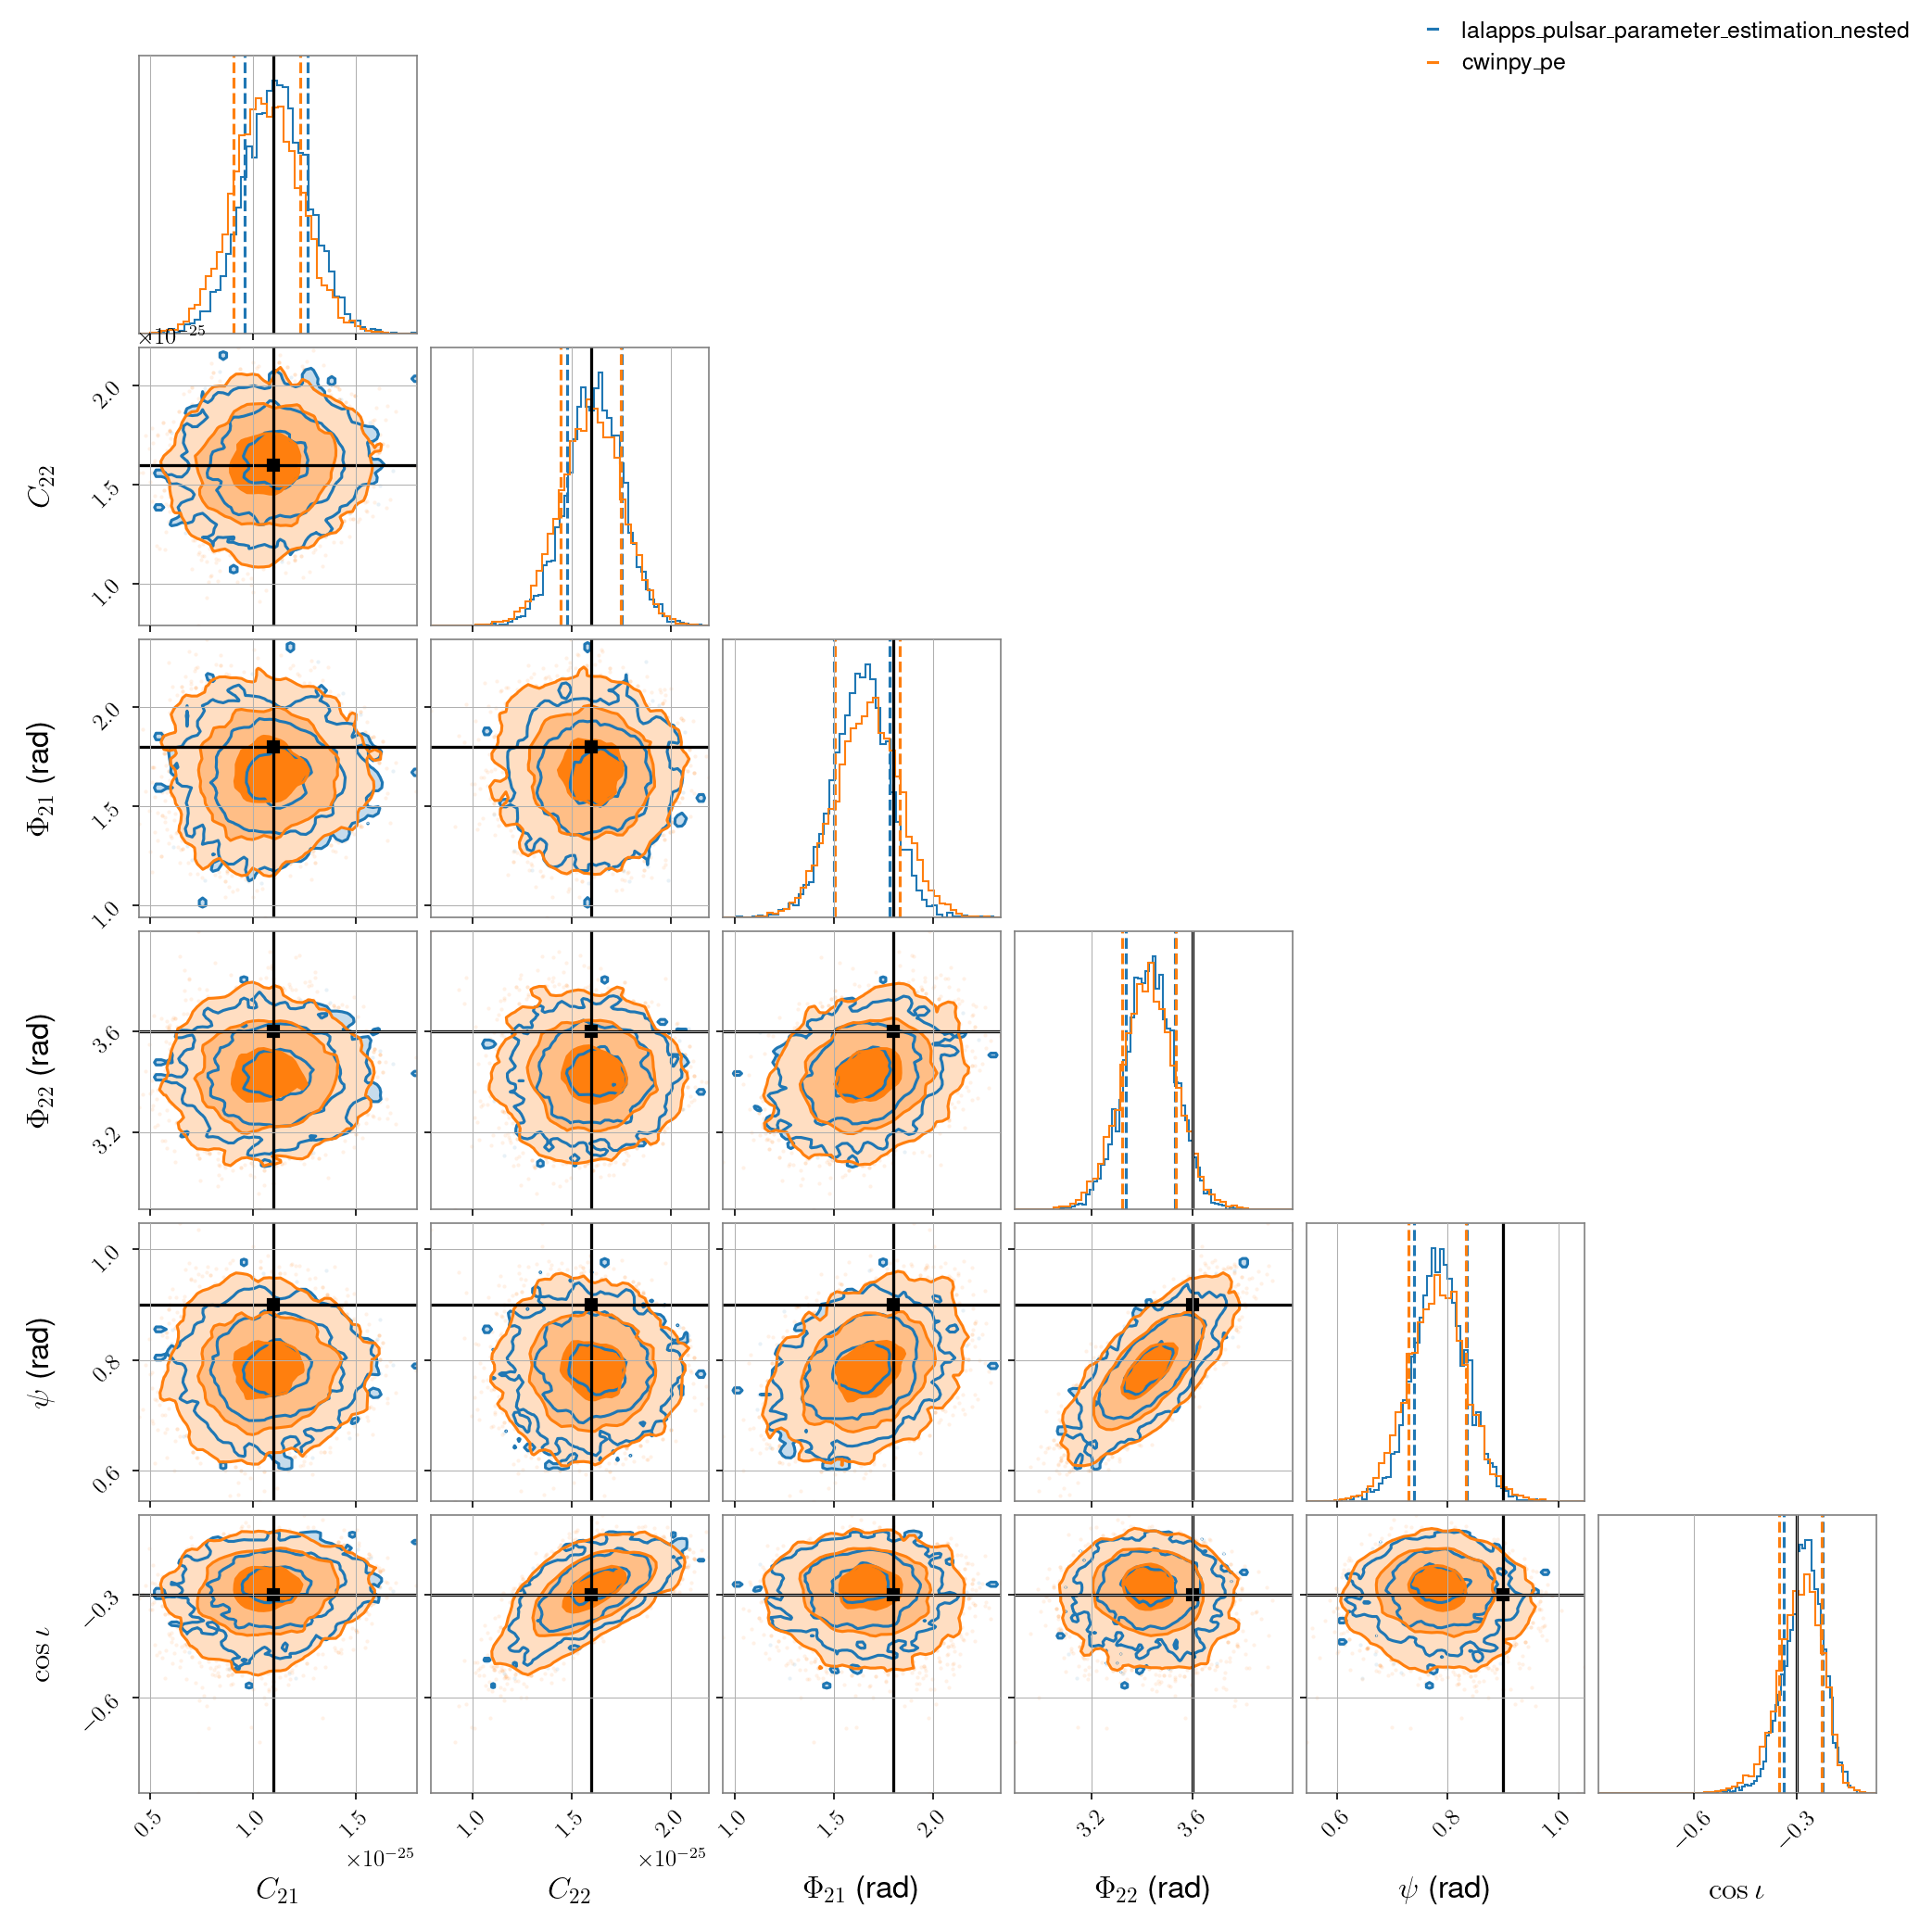 lalapps_pulsar_parameter_estimation_nested
cwinpy_pe
×10⁻²⁵
C₂₂
2.0
1.5
1.0
Φ₂₁ (rad)
2.0
1.5
1.0
Φ₂₂ (rad)
3.6
3.2
ψ (rad)
1.0
0.8
0.6
cos ι
−0.3
−0.6
0.5 1.0 1.5 1.0 1.5 2.0 1.0 1.5 2.0 3.2 3.6 0.6 0.8 1.0 −0.6 −0.3
×10⁻²⁵ ×10⁻²⁵
C₂₁ C₂₂ Φ₂₁ (rad) Φ₂₂ (rad) ψ (rad) cos ι